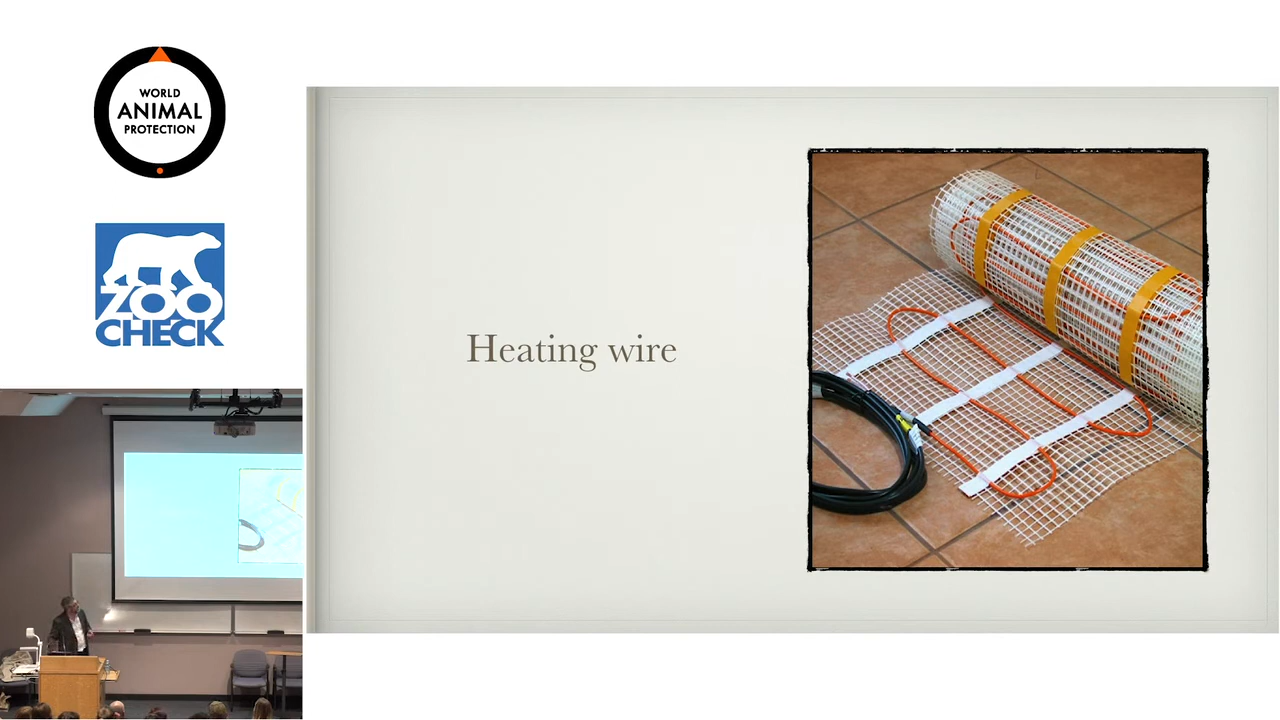 WORLD
ANIMAL
PROTECTION
ZOO
CHECK
Heating wire